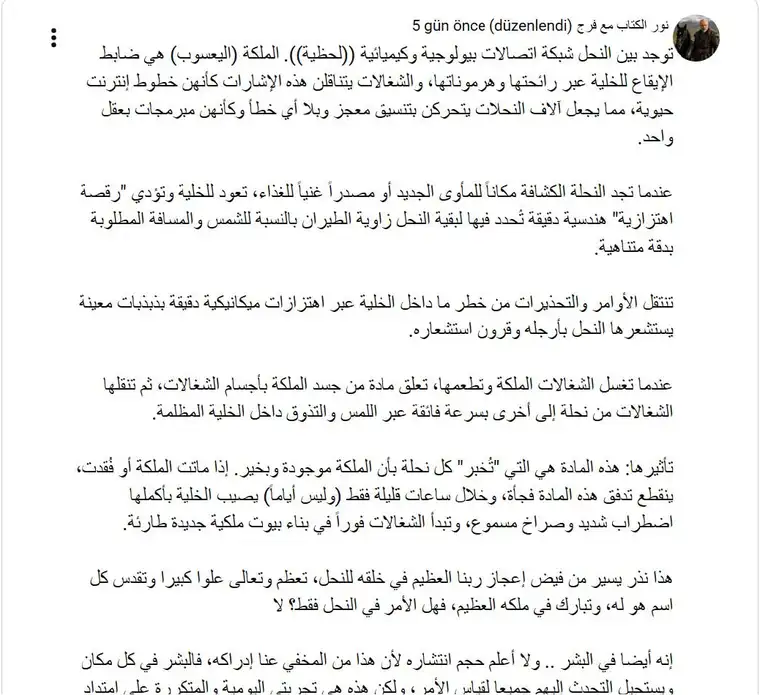 نور الكتاب مع فرج 5 gün önce (düzenlendi)
توجد بين النحل شبكة اتصالات بيولوجية وكيميائية ((لحظية)). الملكة (اليعسوب) هي ضابط
الإيقاع للخلية عبر رائحتها وهرموناتها، والشغالات يتناقلن هذه الإشارات كأنهن خطوط إنترنت
حيوية، مما يجعل آلاف النحلات يتحركن بتنسيق معجز وبلا أي خطأ وكأنهن مبرمجات بعقل
واحد.
عندما تجد النحلة الكشافة مكاناً للمأوى الجديد أو مصدراً غنياً للغذاء، تعود للخلية وتؤدي "رقصة
اهتزازية" هندسية دقيقة تُحدد فيها لبقية النحل زاوية الطيران بالنسبة للشمس والمسافة المطلوبة
بدقة متناهية.
تنتقل الأوامر والتحذيرات من خطر ما داخل الخلية عبر اهتزازات ميكانيكية دقيقة بذبذبات معينة
يستشعرها النحل بأرجله وقرون استشعاره.
عندما تغسل الشغالات الملكة وتطعمها، تعلق مادة من جسد الملكة بأجسام الشغالات، ثم تنقلها
الشغالات من نحلة إلى أخرى بسرعة فائقة عبر اللمس والتذوق داخل الخلية المظلمة.
تأثيرها: هذه المادة هي التي "تُخبر" كل نحلة بأن الملكة موجودة وبخير. إذا ماتت الملكة أو فُقدت،
ينقطع تدفق هذه المادة فجأة، وخلال ساعات قليلة فقط (وليس أياماً) يصيب الخلية بأكملها
اضطراب شديد وصراخ مسموع، وتبدأ الشغالات فوراً في بناء بيوت ملكية جديدة طارئة.
هذا نذر يسير من فيض إعجاز ربنا العظيم في خلقه للنحل، تعظم وتعالى علوا كبيرا وتقدس كل
اسم هو له، وتبارك في ملكه العظيم، فهل الأمر في النحل فقط؟ لا
إنه أيضا في البشر .. ولا أعلم حجم انتشاره لأن هذا من المخفي عنا إدراكه، فالبشر في كل مكان
ويستحيل التحدث إليهم جميعا لقياس الأمر، ولكن هذه هي تجربتي اليومية والمتكررة على امتداد